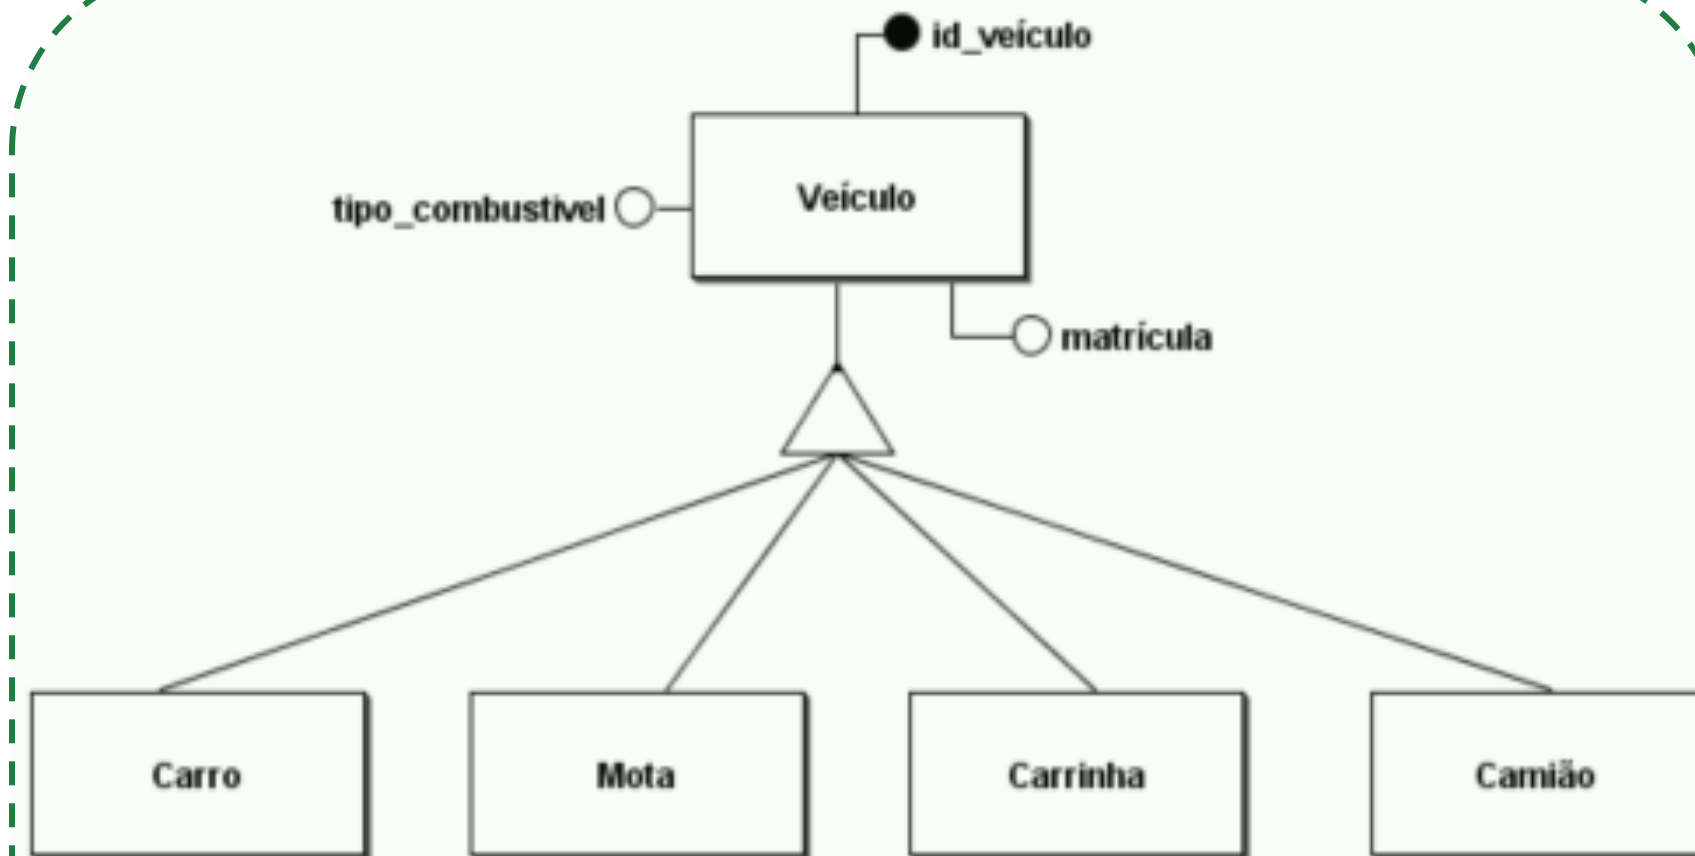 id_veículo
Veículo
tipo_combustivel
matrícula
Carro
Mota
Carrinha
Camião